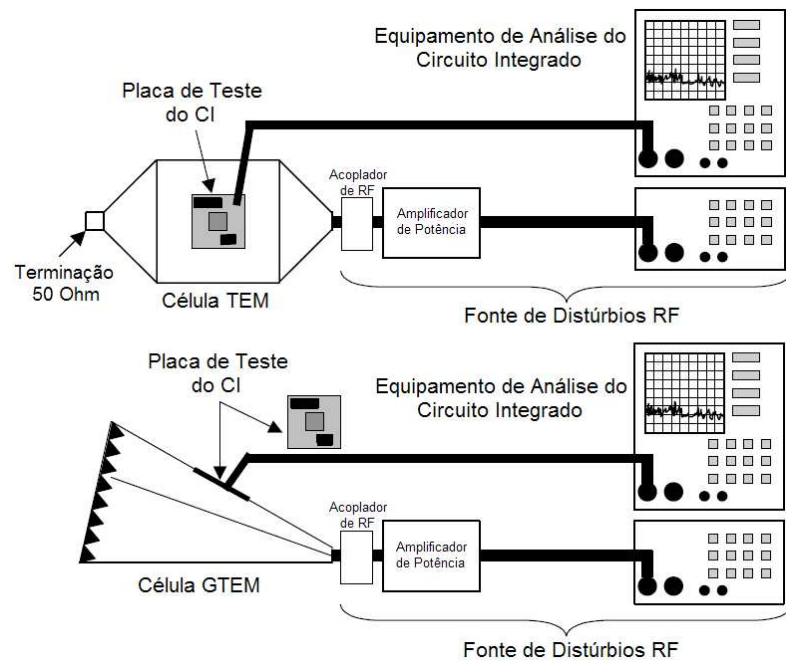 Equipamento de Análise do
Circuito Integrado
Placa de Teste
do CI
Acoplador
de RF
Amplificador
de Potência
Terminação
50 Ohm
Célula TEM
Fonte de Distúrbios RF
Placa de Teste
do CI
Equipamento de Análise do
Circuito Integrado
Acoplador
de RF
Amplificador
de Potência
Célula GTEM
Fonte de Distúrbios RF